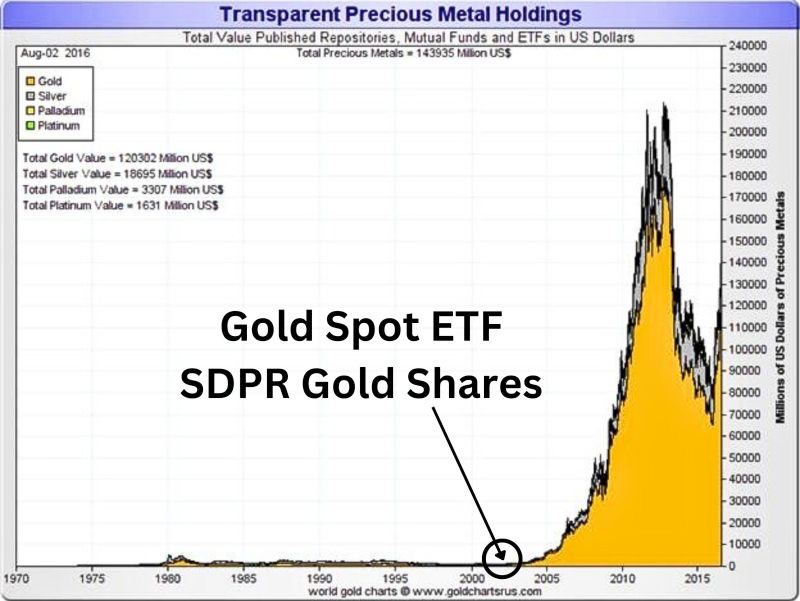 Transparent Precious Metal Holdings
Total Value Published Repositories, Mutual Funds and ETFs in US Dollars
Aug-02 2016
Total Precious Metals = 143935 Million US$
Gold
Silver
Palladium
Platinum
Total Gold Value = 120302 Million US$
Total Silver Value = 18695 Million US$
Total Palladium Value = 3307 Million US$
Total Platinum Value = 1631 Million US$
Gold Spot ETF
SDPR Gold Shares
240000
230000
220000
210000
200000
190000
180000
170000
160000
150000
140000
130000
120000
110000
100000
90000
80000
70000
60000
50000
40000
30000
20000
10000
0
Millions of US Dollars of Precious Metals
1970 1975 1980 1985 1990 1995 2000 2005 2010 2015
world gold charts © www.goldchartsrus.com